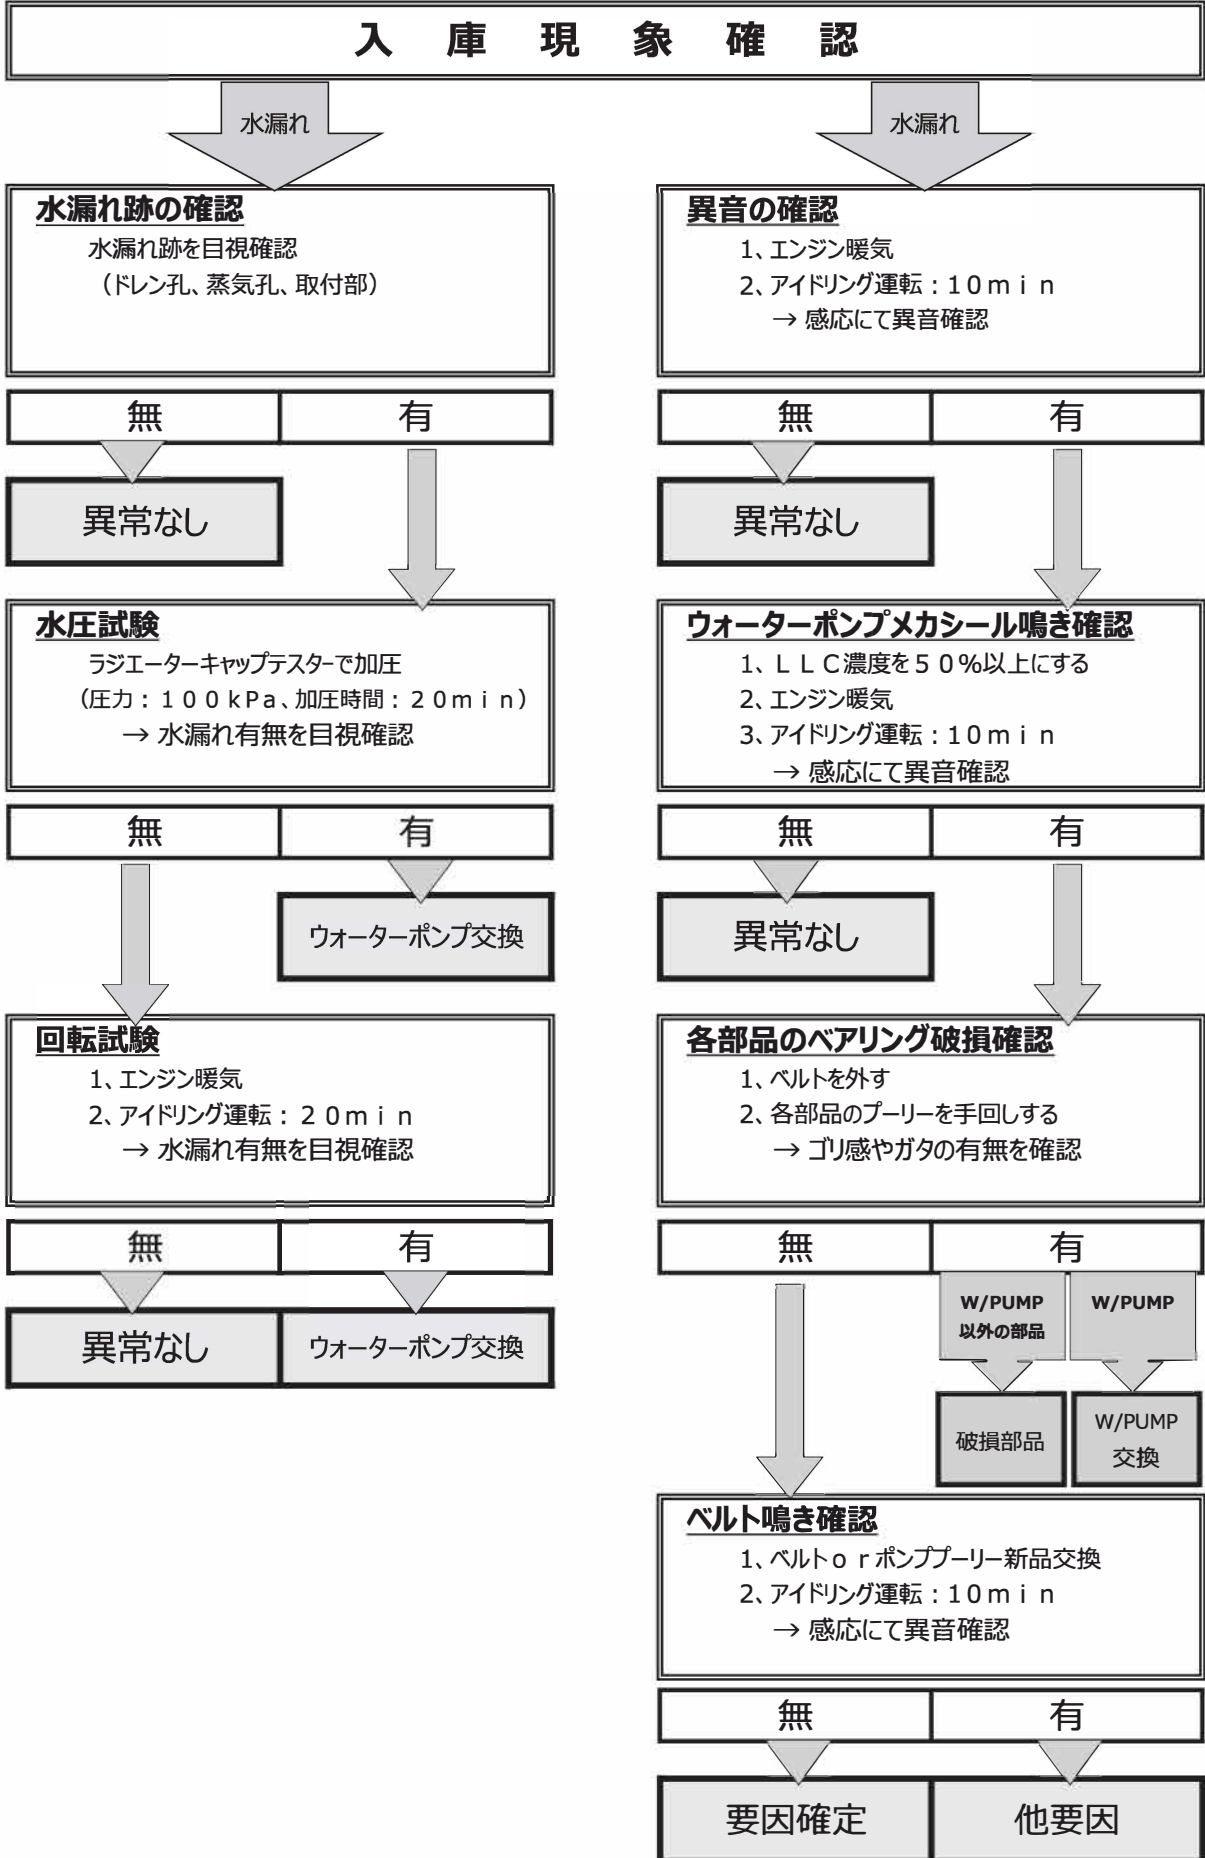 入庫現象確認
水漏れ
水漏れ跡の確認
水漏れ跡を目視確認
（ドレン孔、蒸気孔、取付部）
無 有
異常なし
水圧試験
ラジエーターキャップテスターで加圧
（圧力：１００ｋＰａ、加圧時間：２０ｍｉｎ）
→ 水漏れ有無を目視確認
無 有
ウォーターポンプ交換
回転試験
1、エンジン暖気
2、アイドリング運転：２０ｍｉｎ
→ 水漏れ有無を目視確認
無 有
異常なし ウォーターポンプ交換
水漏れ
異音の確認
1、エンジン暖気
2、アイドリング運転：１０ｍｉｎ
→ 感応にて異音確認
無 有
異常なし
ウォーターポンプメカシール鳴き確認
1、ＬＬＣ濃度を５０％以上にする
2、エンジン暖気
3、アイドリング運転：１０ｍｉｎ
→ 感応にて異音確認
無 有
異常なし
各部品のベアリング破損確認
1、ベルトを外す
2、各部品のプーリーを手回しする
→ ゴリ感やガタの有無を確認
無 有
W/PUMP
以外の部品
W/PUMP
破損部品
W/PUMP
交換
ベルト鳴き確認
1、ベルトｏｒポンププーリー新品交換
2、アイドリング運転：１０ｍｉｎ
→ 感応にて異音確認
無 有
要因確定 他要因